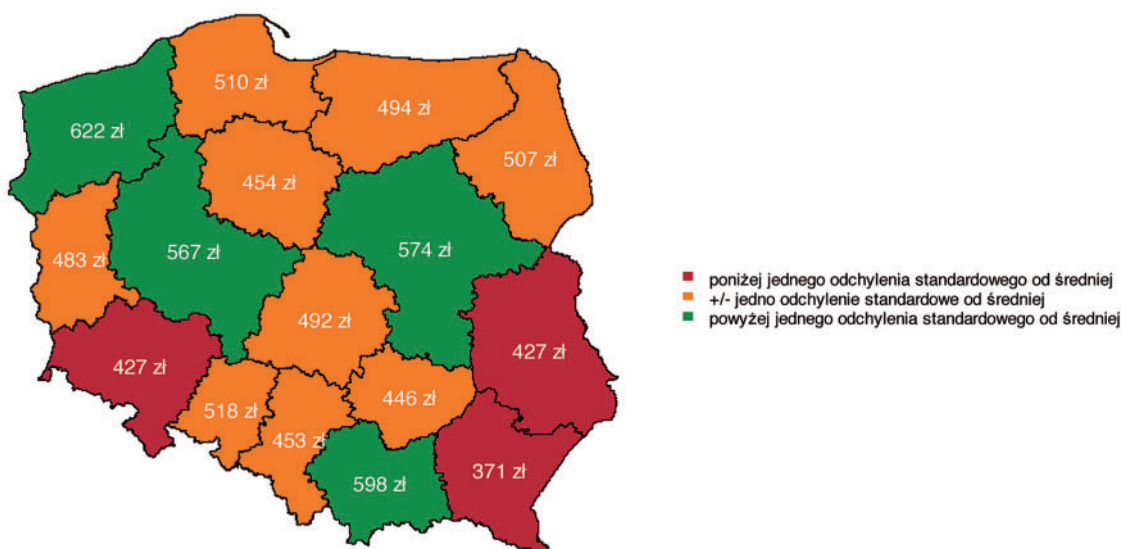 510 zł
494 zł
622 zł
507 zł
454 zł
567 zł
574 zł
483 zł
poniżej jednego odchylenia standardowego od średniej
+/- jedno odchylenie standardowe od średniej
powyżej jednego odchylenia standardowego od średniej
492 zł
427 zł
427 zł
446 zł
518 zł
453 zł
371 zł
598 zł